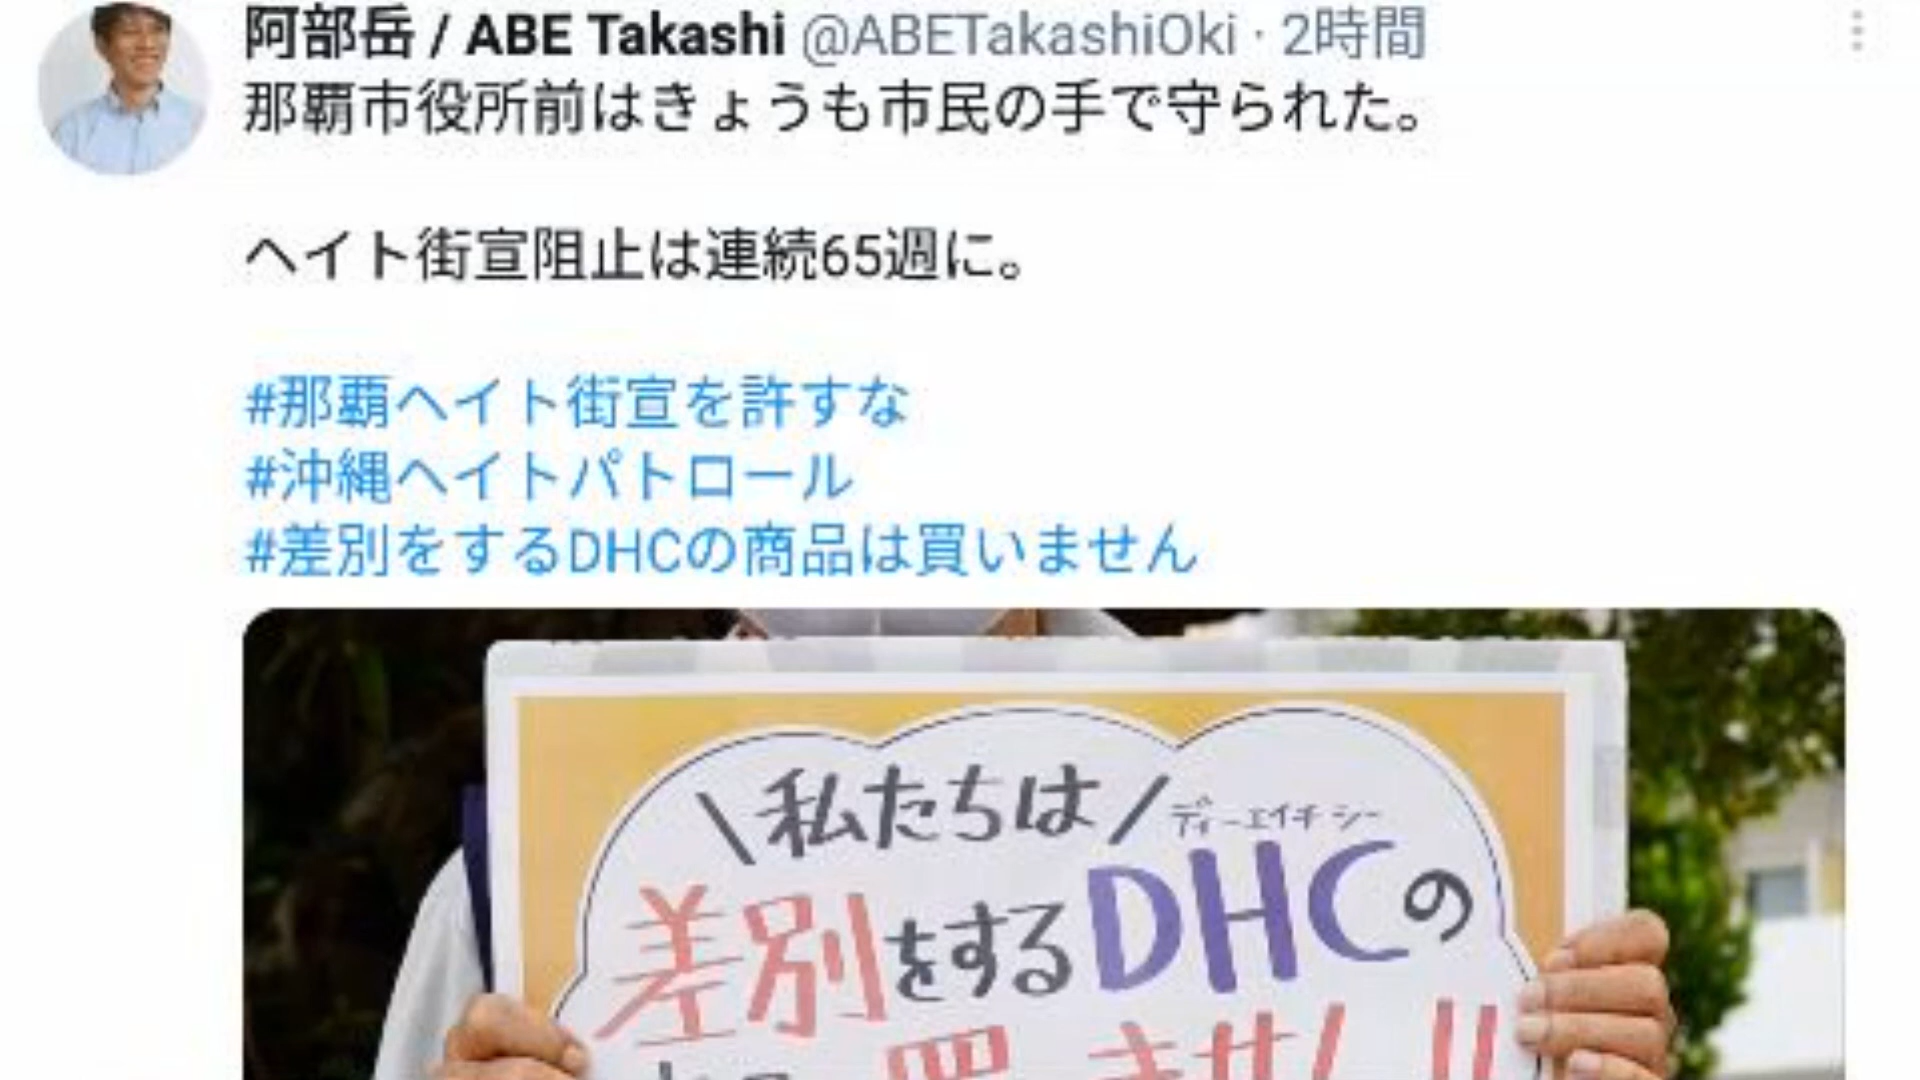 阿部岳 / ABE Takashi @ABETakashiOki · 2時間
那覇市役所前はきょうも市民の手で守られた。
ヘイト街宣阻止は連続65週に。
#那覇ヘイト街宣を許すな
#沖縄ヘイトパトロール
#差別をするDHCの商品は買いません
\私たちは/
ディーエイチシー
差別をするDHCの